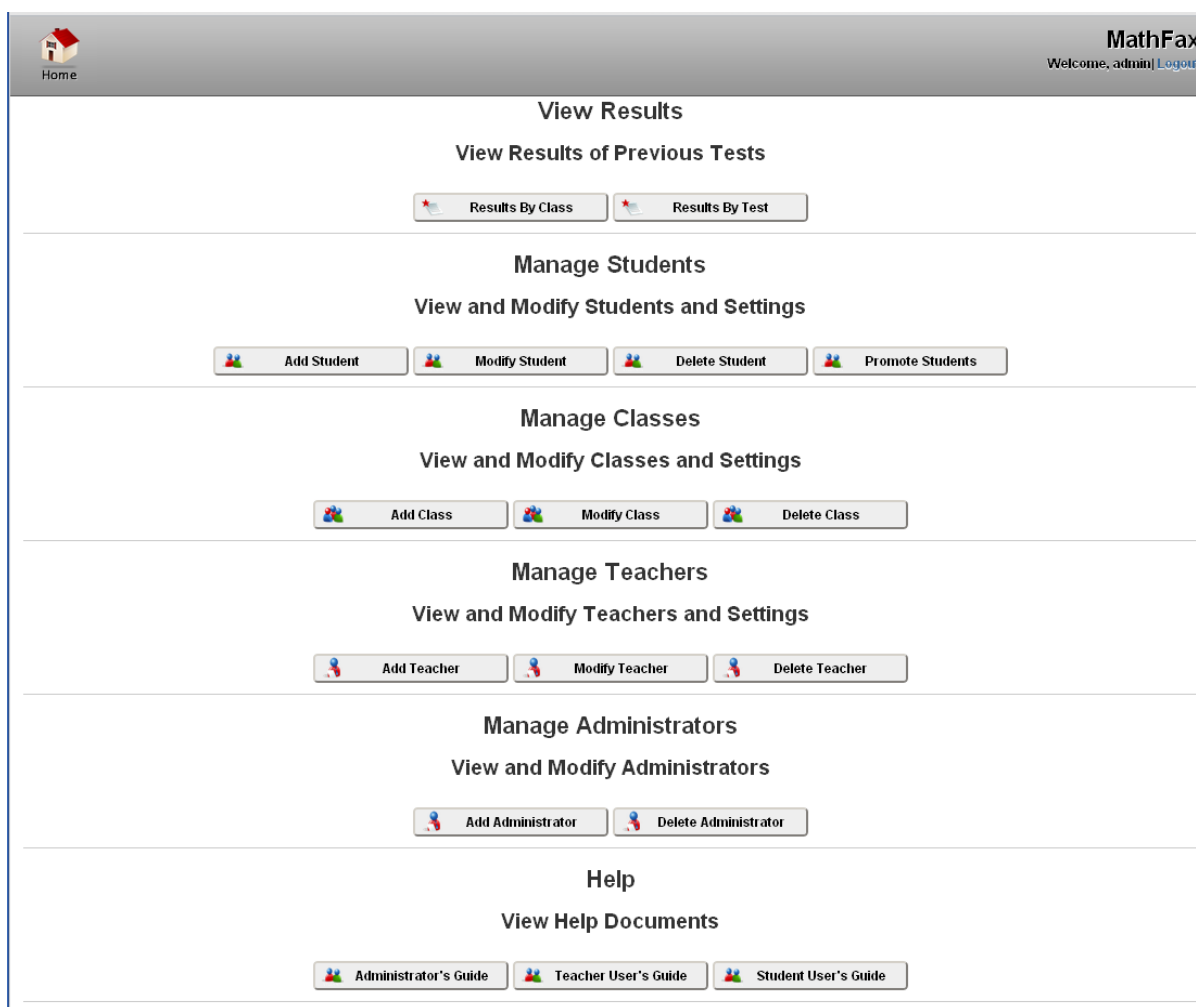 MathFax
Home
Welcome, admin|Logout
View Results
View Results of Previous Tests
Results By Class Results By Test
Manage Students
View and Modify Students and Settings
Add Student Modify Student Delete Student Promote Students
Manage Classes
View and Modify Classes and Settings
Add Class Modify Class Delete Class
Manage Teachers
View and Modify Teachers and Settings
Add Teacher Modify Teacher Delete Teacher
Manage Administrators
View and Modify Administrators
Add Administrator Delete Administrator
Help
View Help Documents
Administrator's Guide Teacher User's Guide Student User's Guide